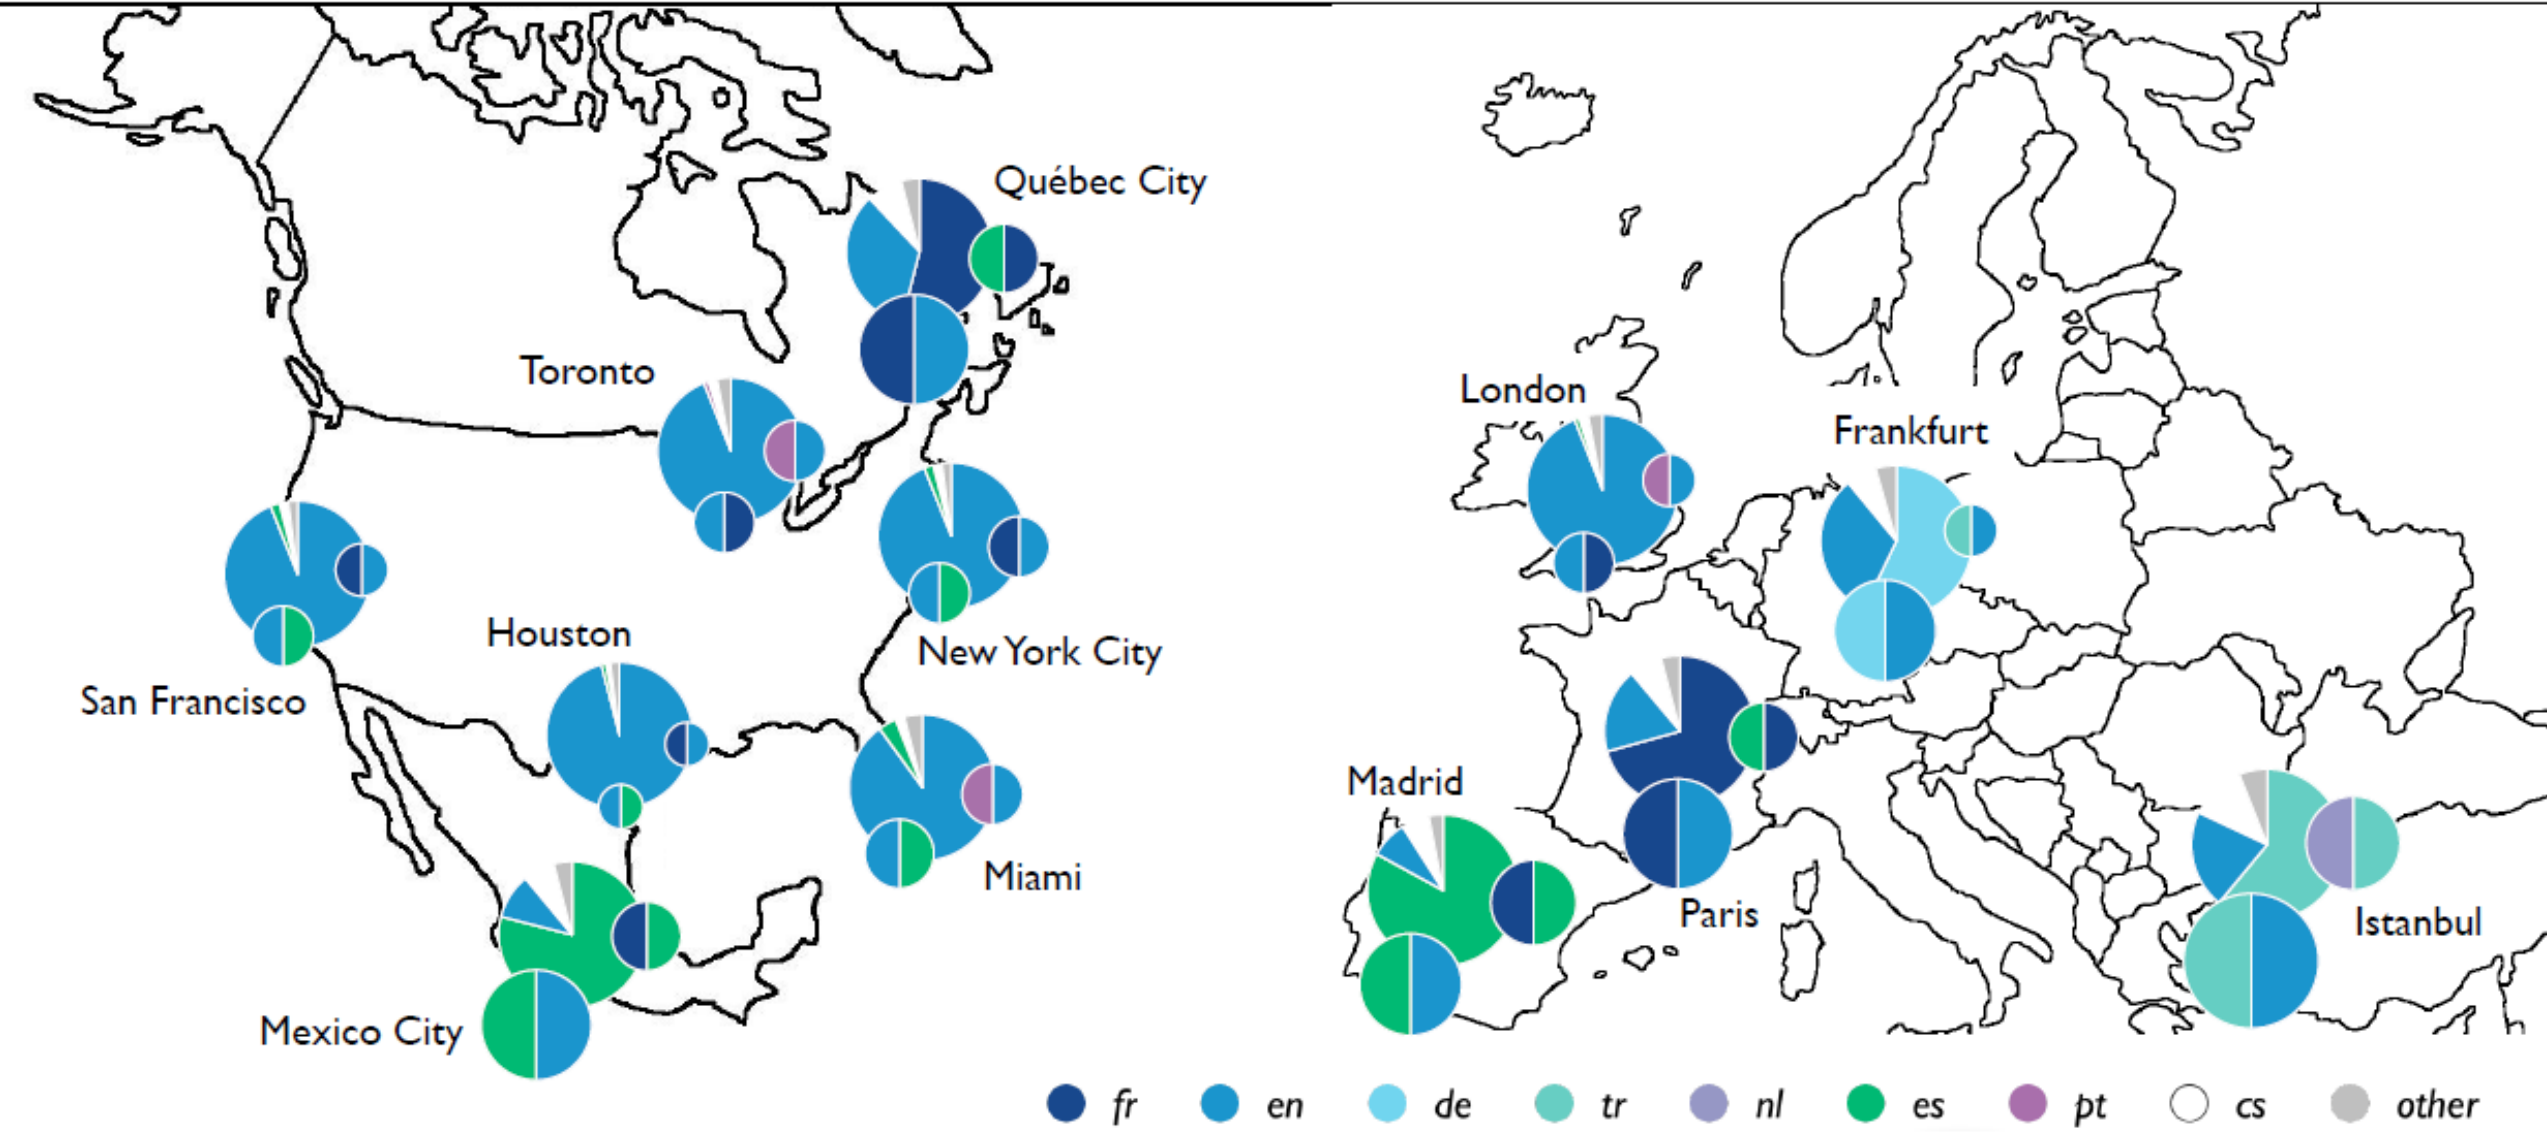 Québec City
Toronto
London
Frankfurt
Houston
New York City
San Francisco
Madrid
Miami
Paris
Istanbul
Mexico City
fr en de tr nl es pt cs other